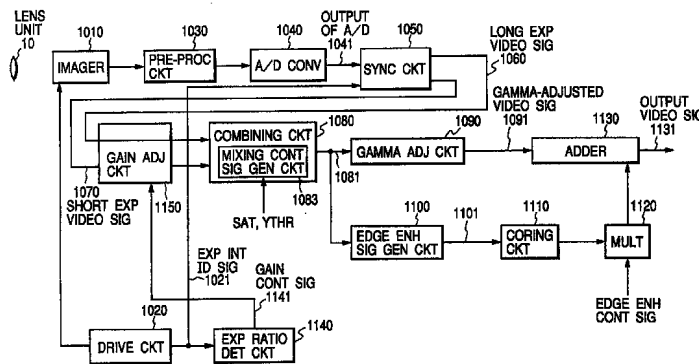 LENS
UNIT
10
1010
IMAGER
1030
PRE-PROC
CKT
1040
A/D CONV
OUTPUT
OF A/D
1041
1050
SYNC CKT
LONG EXP
VIDEO SIG
1060
GAIN ADJ
CKT
1150
1070
SHORT EXP
VIDEO SIG
1080
COMBINING CKT
MIXING CONT
SIG GEN CKT
1083
SAT, YTHR
1081
1090
GAMMA ADJ CKT
GAMMA-ADJUSTED
VIDEO SIG
1091
1130
ADDER
OUTPUT
VIDEO SIG
1131
1100
EDGE ENH
SIG GEN CKT
1101
1110
CORING
CKT
1120
MULT
EDGE ENH
CONT SIG
EXP INT
ID SIG
1021
GAIN
CONT SIG
1141
1020
DRIVE CKT
EXP RATIO
DET CKT
1140